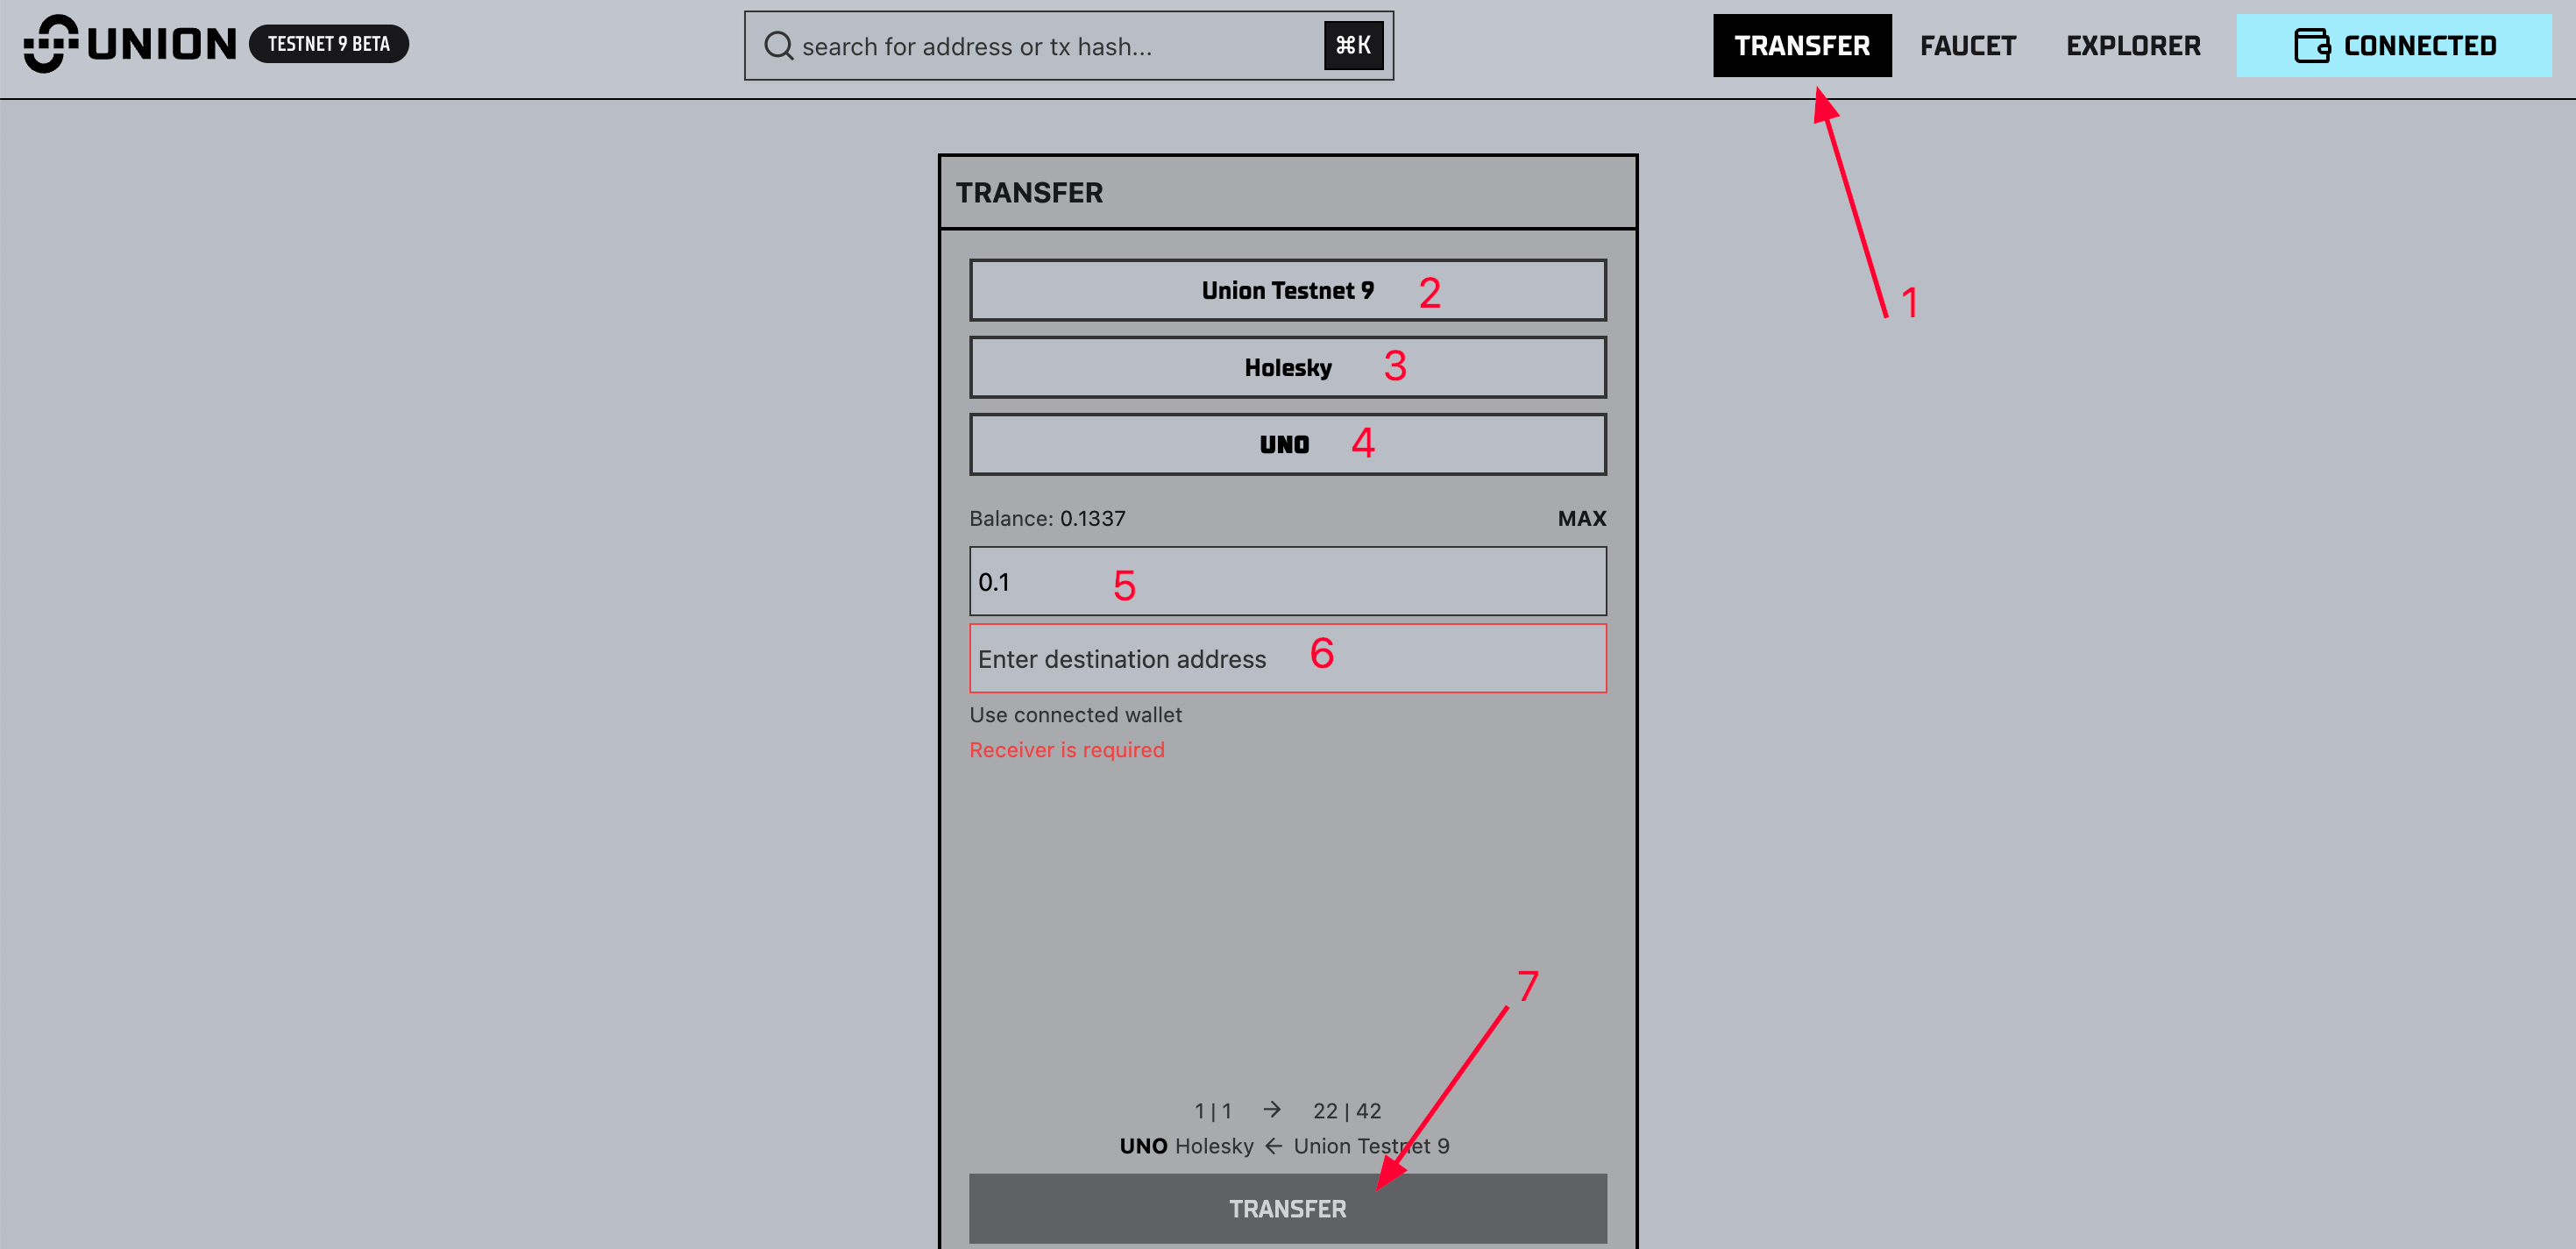 UNION TESTNET 9 BETA
search for address or tx hash... ⌘K
TRANSFER FAUCET EXPLORER CONNECTED
1
TRANSFER
Union Testnet 9 2
Holesky 3
UNO 4
Balance: 0.1337 MAX
0.1 5
Enter destination address 6
Use connected wallet
Receiver is required
7
1 | 1 → 22 | 42
UNO Holesky ← Union Testnet 9
TRANSFER